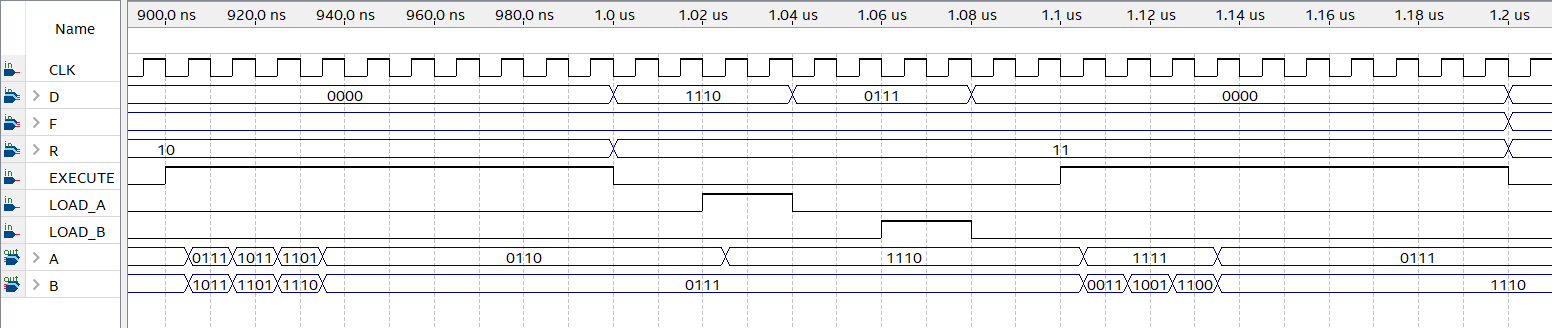 Name 900.0 ns 920.0 ns 940.0 ns 960.0 ns 980.0 ns 1.0 us 1.02 us 1.04 us 1.06 us 1.08 us 1.1 us 1.12 us 1.14 us 1.16 us 1.18 us 1.2 us
in CLK
in D 0000 1110 0111 0000
in F
in R 10 11
in EXECUTE
in LOAD_A
in LOAD_B
out A 0111 1011 1101 0110 1110 1111 0111
out B 1011 1101 1110 0111 0011 1001 1100 1110